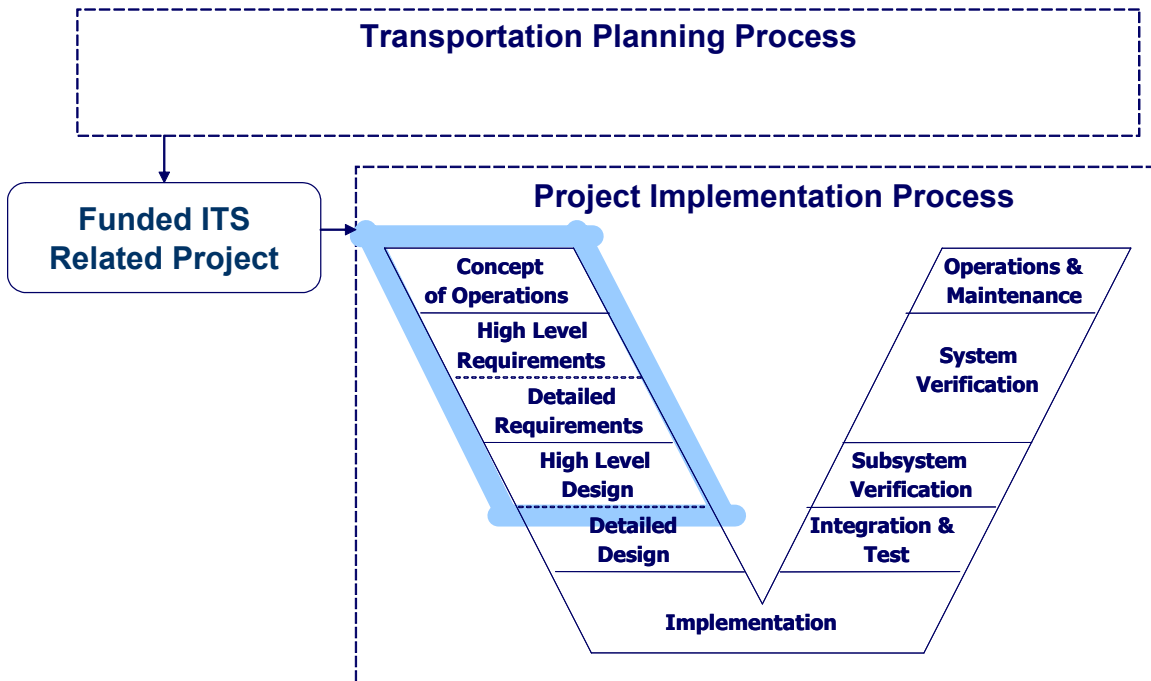 Transportation Planning Process
Funded ITS
Related Project
Project Implementation Process
Concept
of Operations
High Level
Requirements
Detailed
Requirements
High Level
Design
Detailed
Design
Implementation
Operations &
Maintenance
System
Verification
Subsystem
Verification
Integration &
Test